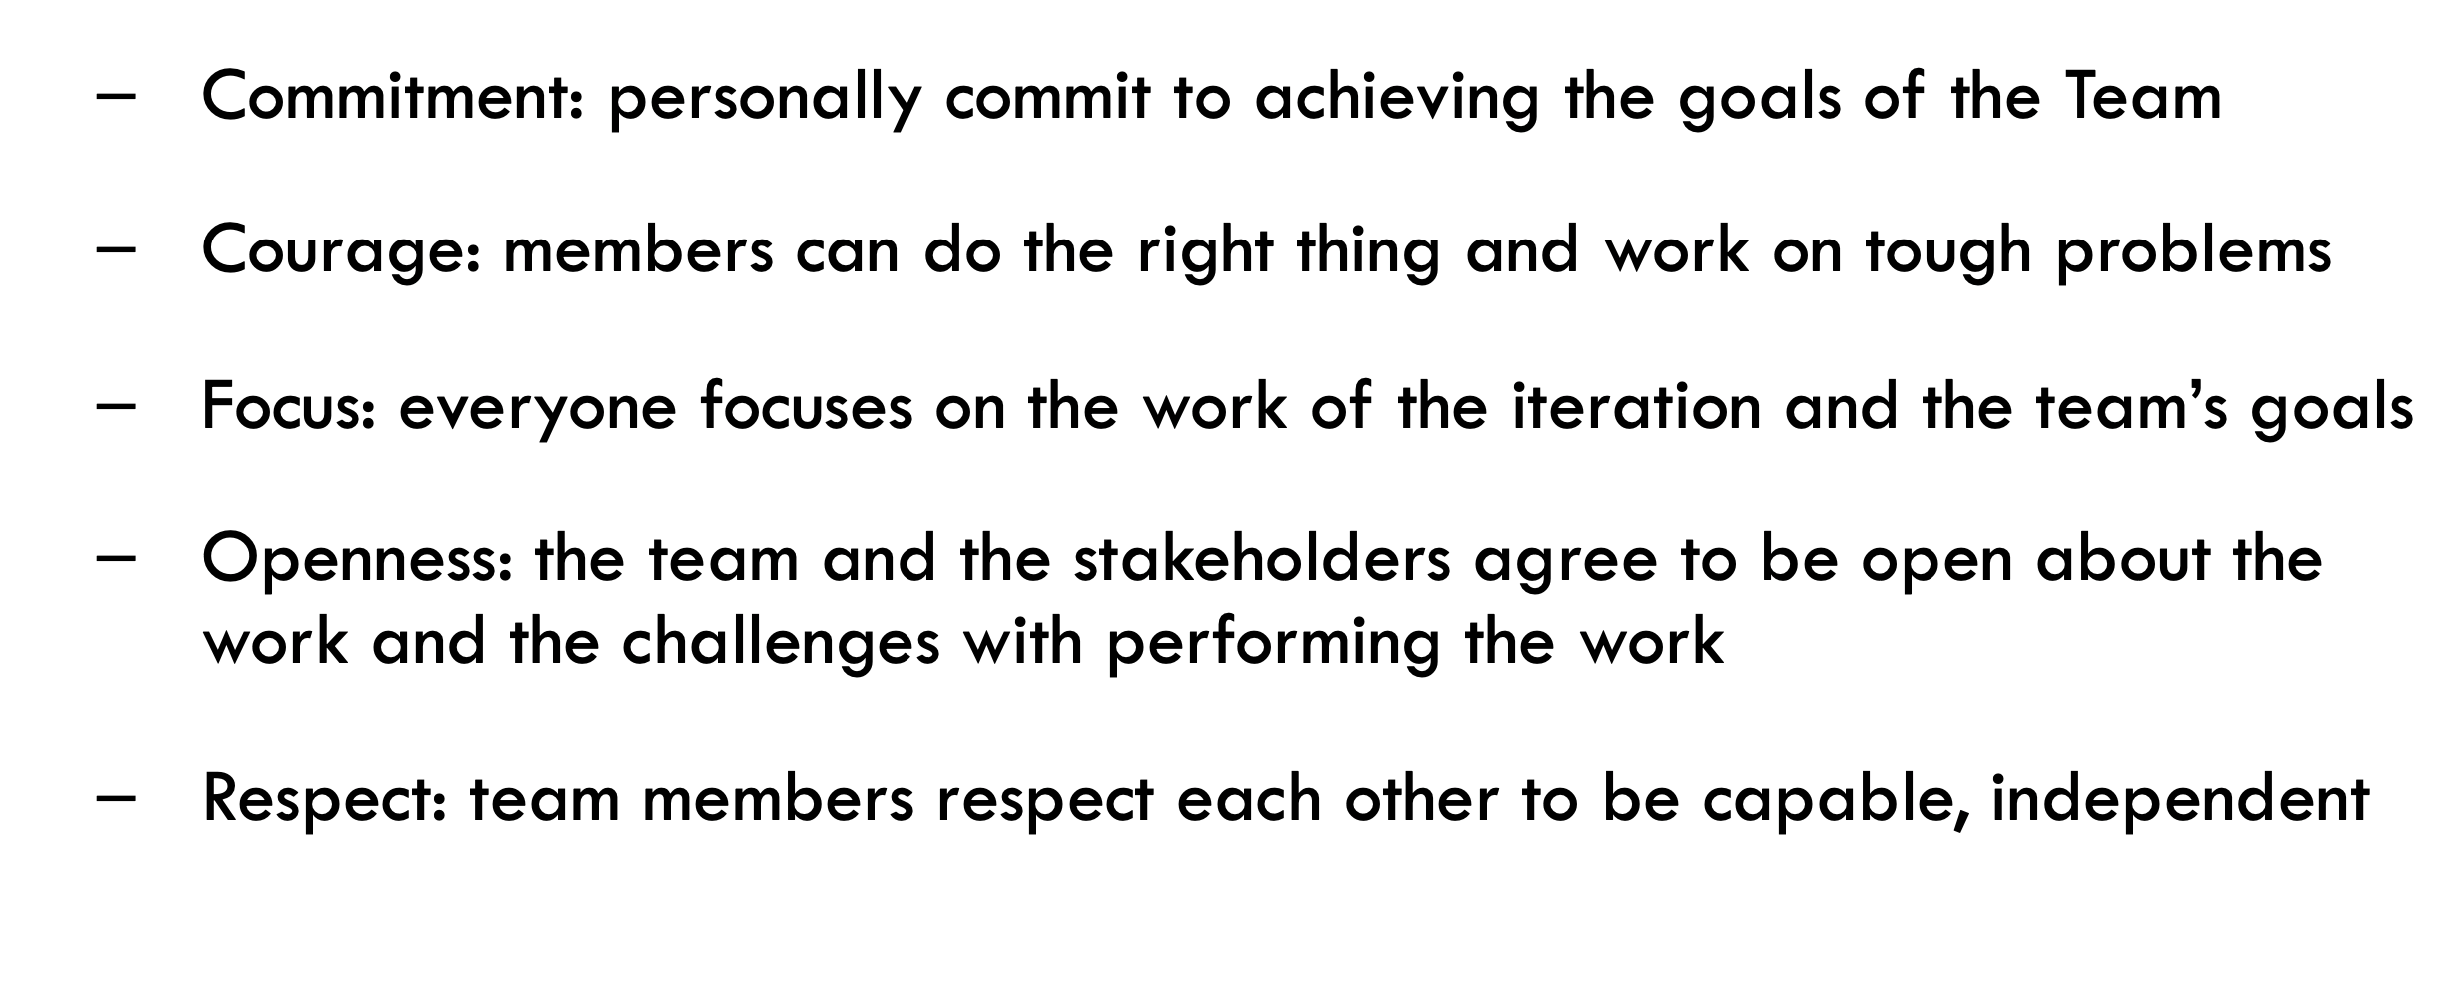 – Commitment: personally commit to achieving the goals of the Team
– Courage: members can do the right thing and work on tough problems
– Focus: everyone focuses on the work of the iteration and the team’s goals
– Openness: the team and the stakeholders agree to be open about the
work and the challenges with performing the work
– Respect: team members respect each other to be capable, independent